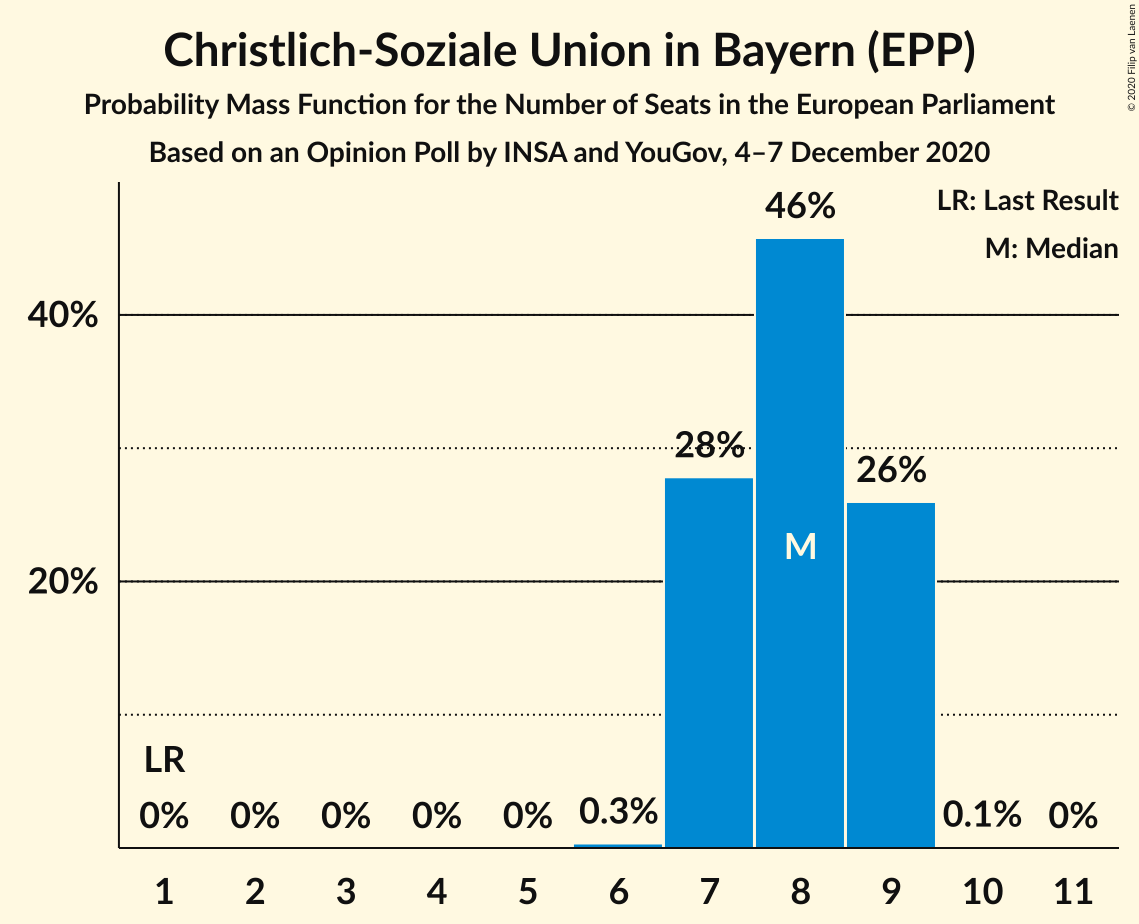 Christlich-Soziale Union in Bayern (EPP)
Probability Mass Function for the Number of Seats in the European Parliament
Based on an Opinion Poll by INSA and YouGov, 4–7 December 2020
© 2020 Filip van Laenen
LR: Last Result
M: Median
46%
40%
28%
26%
M
20%
LR
0% 0% 0% 0% 0% 0.3% 0.1% 0%
1 2 3 4 5 6 7 8 9 10 11